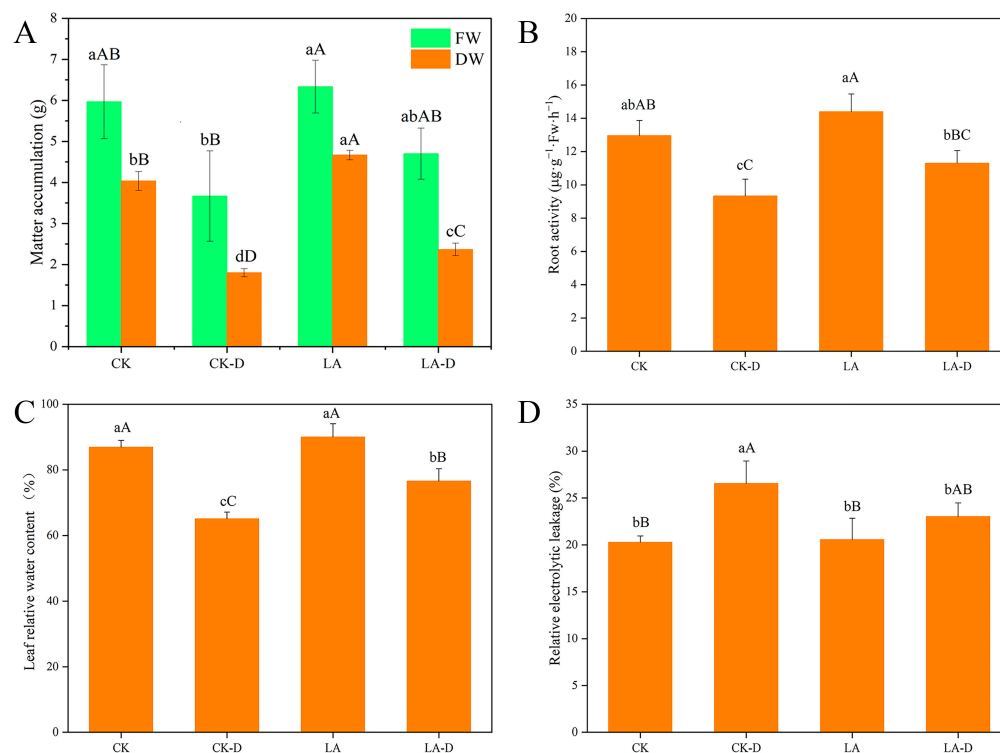 A
Matter accumulation (g)
8
7
6
5
4
3
2
1
0
aAB
bB
bB
dD
aA
aA
abAB
cC
FW
DW
CK
CK-D
LA
LA-D
B
Root activity (μg·g⁻¹·Fw·h⁻¹)
20
18
16
14
12
10
8
6
4
2
0
abAB
cC
aA
bBC
CK
CK-D
LA
LA-D
C
Leaf relative water content （%）
100
80
60
40
20
0
aA
cC
aA
bB
CK
CK-D
LA
LA-D
D
Relative electrolytic leakage (%)
35
30
25
20
15
10
5
0
bB
aA
bB
bAB
CK
CK-D
LA
LA-D